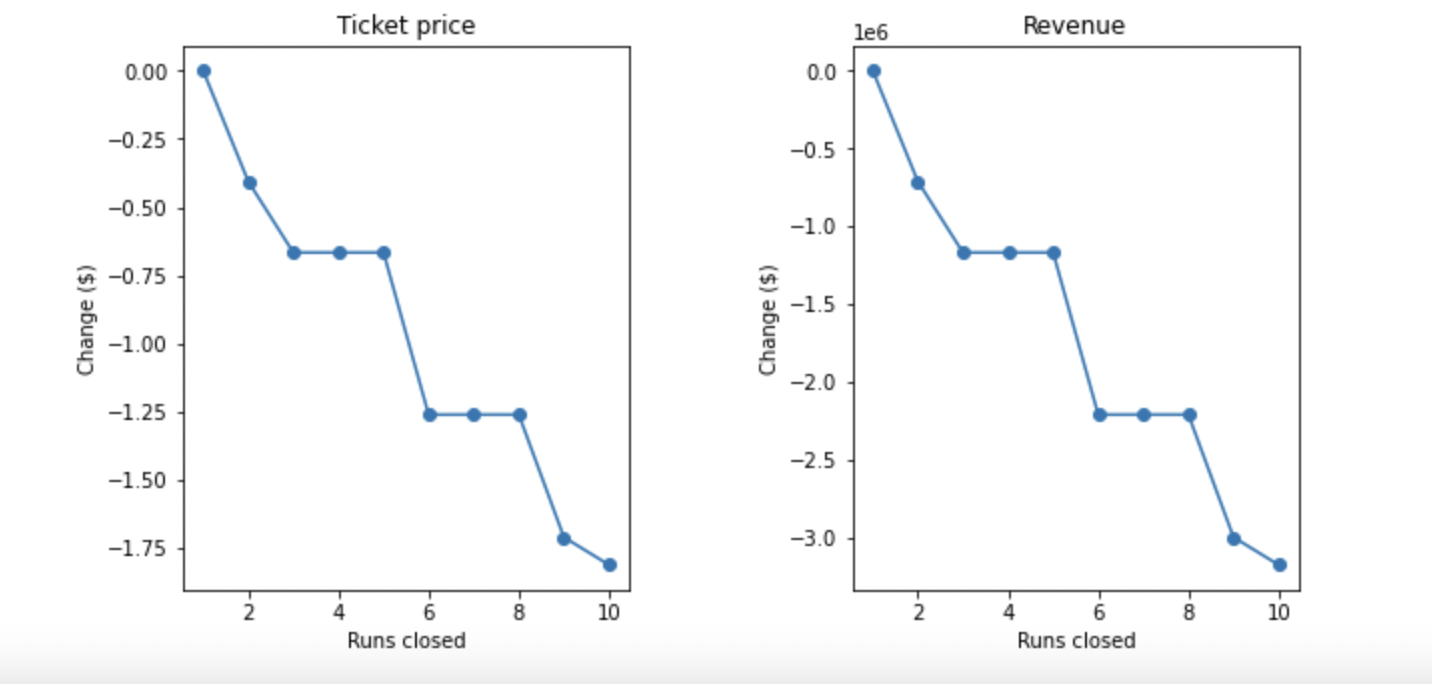 Ticket price
0.00
−0.25
−0.50
−0.75
−1.00
−1.25
−1.50
−1.75
Change ($)
2 4 6 8 10
Runs closed
Revenue
1e6
0.0
−0.5
−1.0
−1.5
−2.0
−2.5
−3.0
Change ($)
2 4 6 8 10
Runs closed